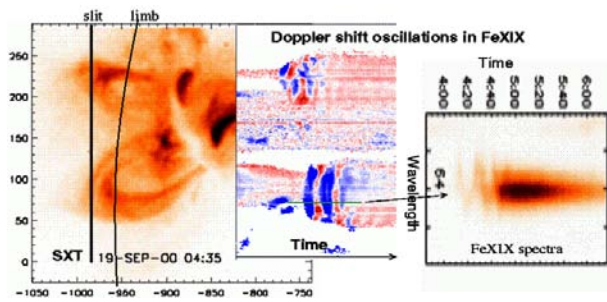 slit limb
Doppler shift oscillations in FeXIX
250
200
150
100
50
0
SXT 19-SEP-00 04:35
-1050 -1000 -950 -900 -850 -800 -750
Time
Time
4:00 4:20 4:40 5:00 5:20 6:00
Wavelength
FeXIX spectra